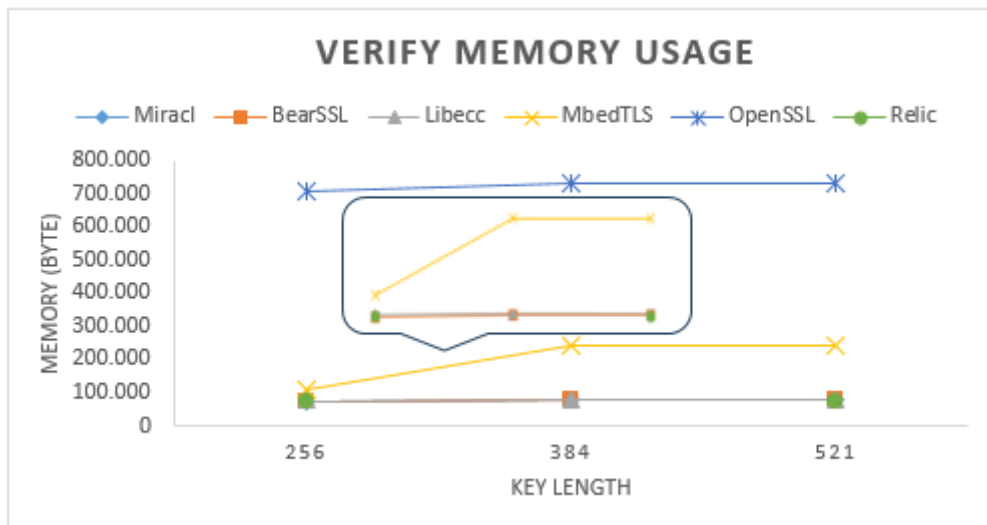 VERIFY MEMORY USAGE
Miracl BearSSL Libecc MbedTLS OpenSSL Relic
800.000
700.000
600.000
500.000
400.000
300.000
200.000
100.000
0
MEMORY (BYTE)
256 384 521
KEY LENGTH